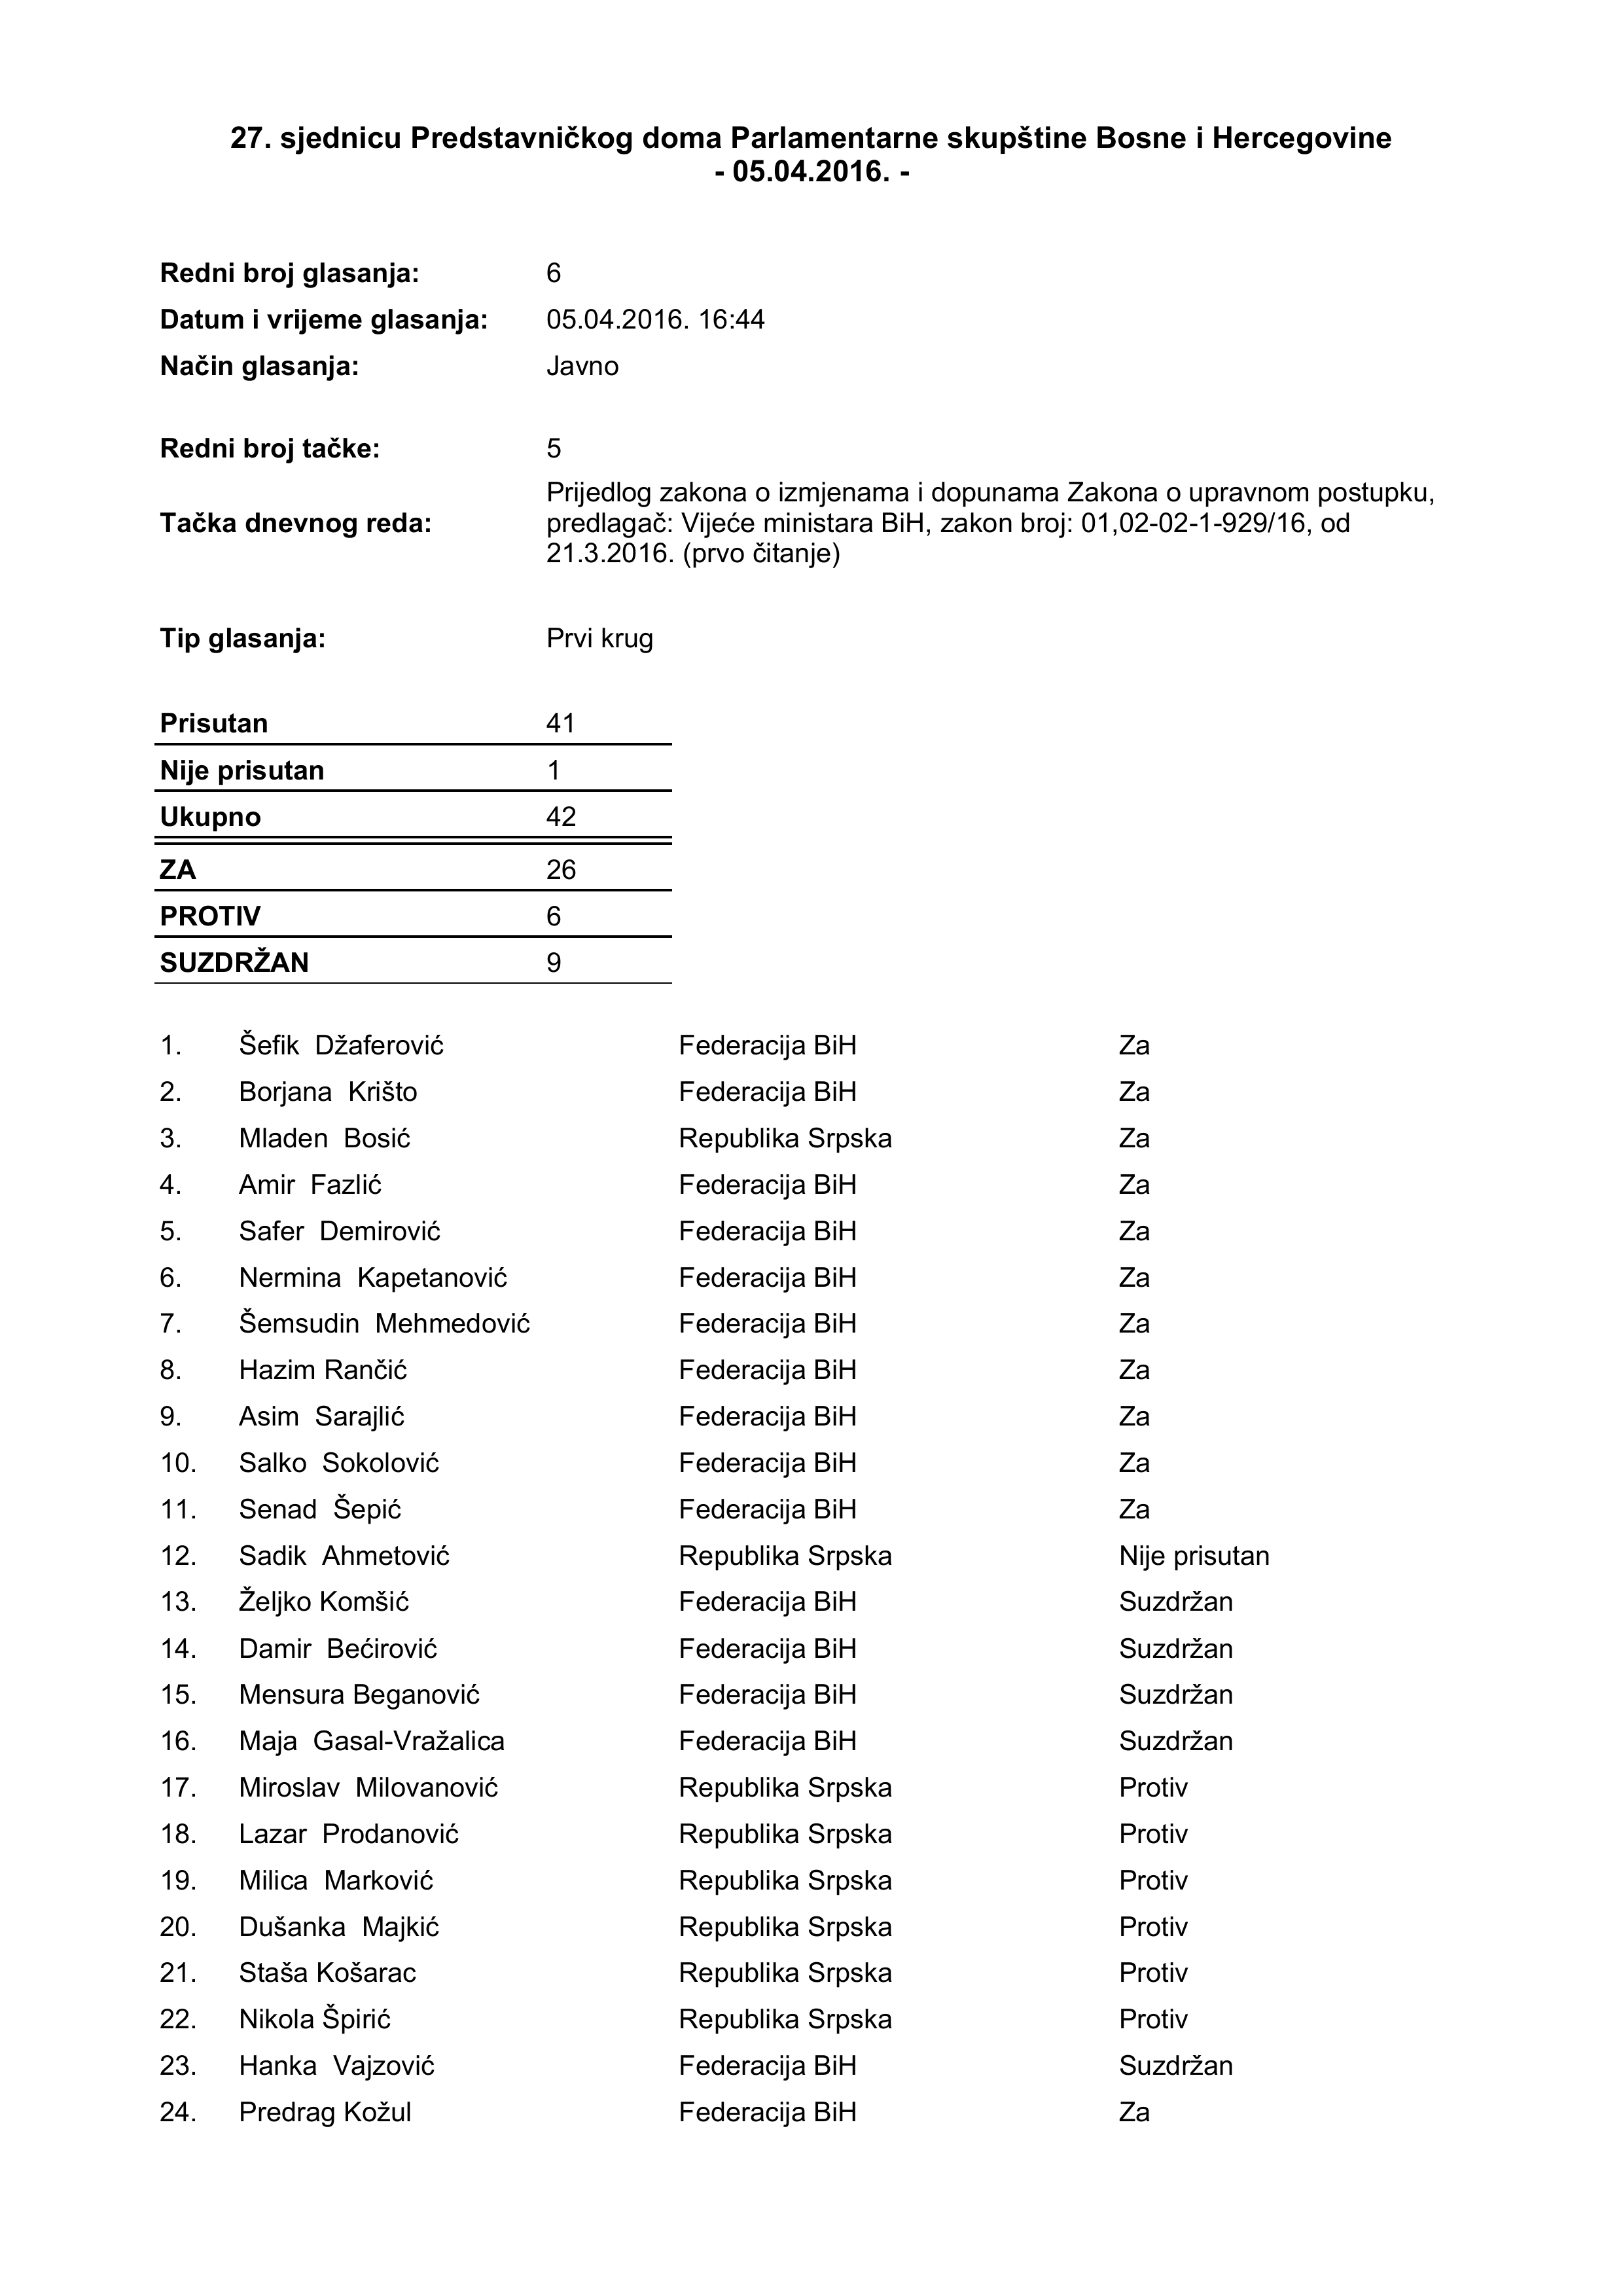 27. sjednicu Predstavničkog doma Parlamentarne skupštine Bosne i Hercegovine
- 05.04.2016. -
Redni broj glasanja: 6
Datum i vrijeme glasanja: 05.04.2016. 16:44
Način glasanja: Javno
Redni broj tačke: 5
Prijedlog zakona o izmjenama i dopunama Zakona o upravnom postupku,
Tačka dnevnog reda: predlagač: Vijeće ministara BiH, zakon broj: 01,02-02-1-929/16, od
21.3.2016. (prvo čitanje)
Tip glasanja: Prvi krug
Prisutan 41
Nije prisutan 1
Ukupno 42
ZA 26
PROTIV 6
SUZDRŽAN 9
1. Šefik Džaferović Federacija BiH Za
2. Borjana Krišto Federacija BiH Za
3. Mladen Bosić Republika Srpska Za
4. Amir Fazlić Federacija BiH Za
5. Safer Demirović Federacija BiH Za
6. Nermina Kapetanović Federacija BiH Za
7. Šemsudin Mehmedović Federacija BiH Za
8. Hazim Rančić Federacija BiH Za
9. Asim Sarajlić Federacija BiH Za
10. Salko Sokolović Federacija BiH Za
11. Senad Šepić Federacija BiH Za
12. Sadik Ahmetović Republika Srpska Nije prisutan
13. Željko Komšić Federacija BiH Suzdržan
14. Damir Bećirović Federacija BiH Suzdržan
15. Mensura Beganović Federacija BiH Suzdržan
16. Maja Gasal-Vražalica Federacija BiH Suzdržan
17. Miroslav Milovanović Republika Srpska Protiv
18. Lazar Prodanović Republika Srpska Protiv
19. Milica Marković Republika Srpska Protiv
20. Dušanka Majkić Republika Srpska Protiv
21. Staša Košarac Republika Srpska Protiv
22. Nikola Špirić Republika Srpska Protiv
23. Hanka Vajzović Federacija BiH Suzdržan
24. Predrag Kožul Federacija BiH Za